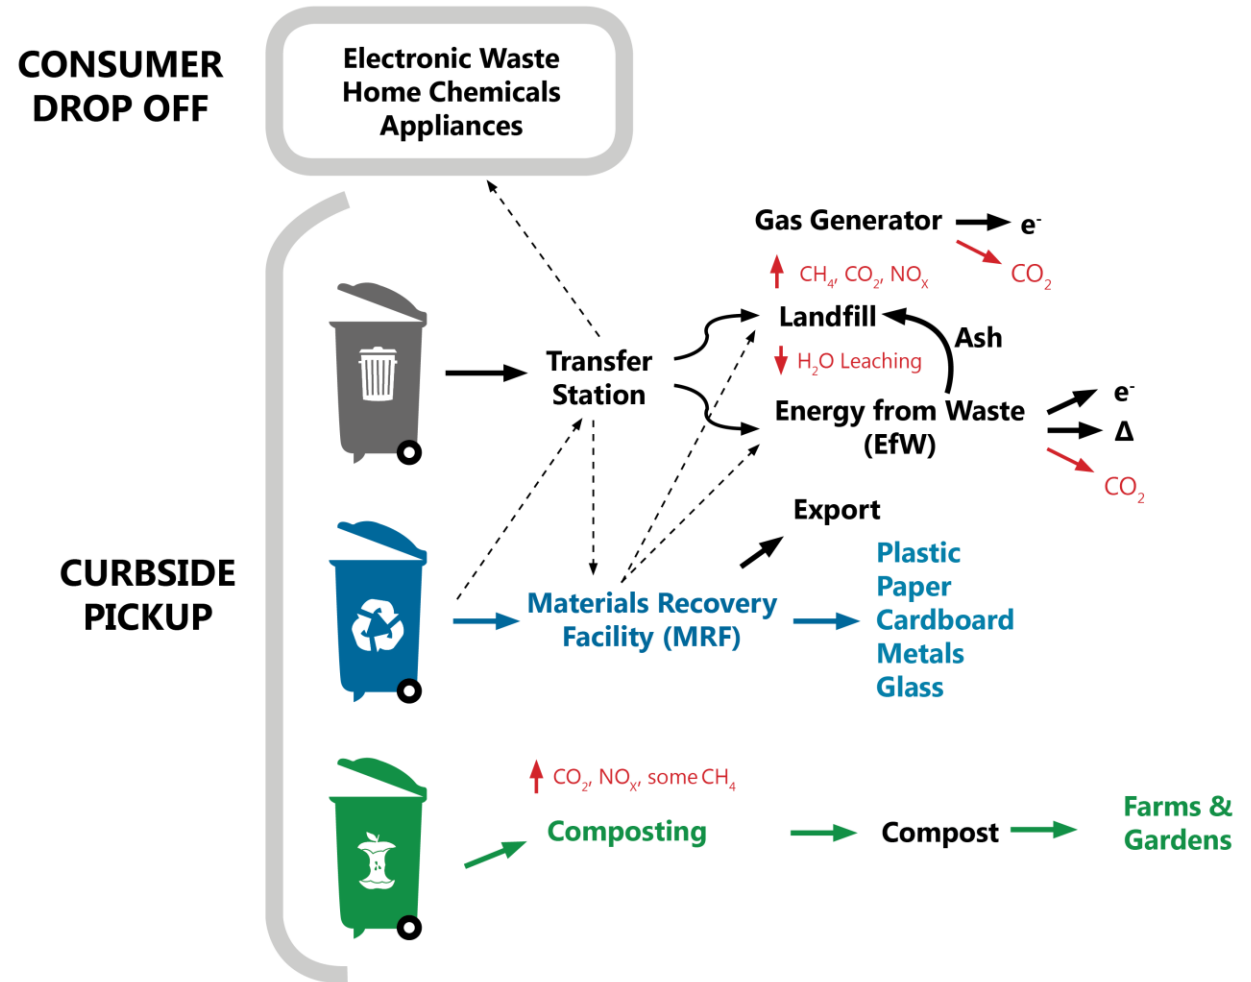 CONSUMER
DROP OFF
Electronic Waste
Home Chemicals
Appliances
Gas Generator
e⁻
CO₂
CH₄, CO₂, NOₓ
Landfill
Ash
H₂O Leaching
Transfer
Station
Energy from Waste
(EfW)
e⁻
Δ
CO₂
CURBSIDE
PICKUP
Export
Materials Recovery
Facility (MRF)
Plastic
Paper
Cardboard
Metals
Glass
CO₂, NOₓ, some CH₄
Composting
Compost
Farms &
Gardens